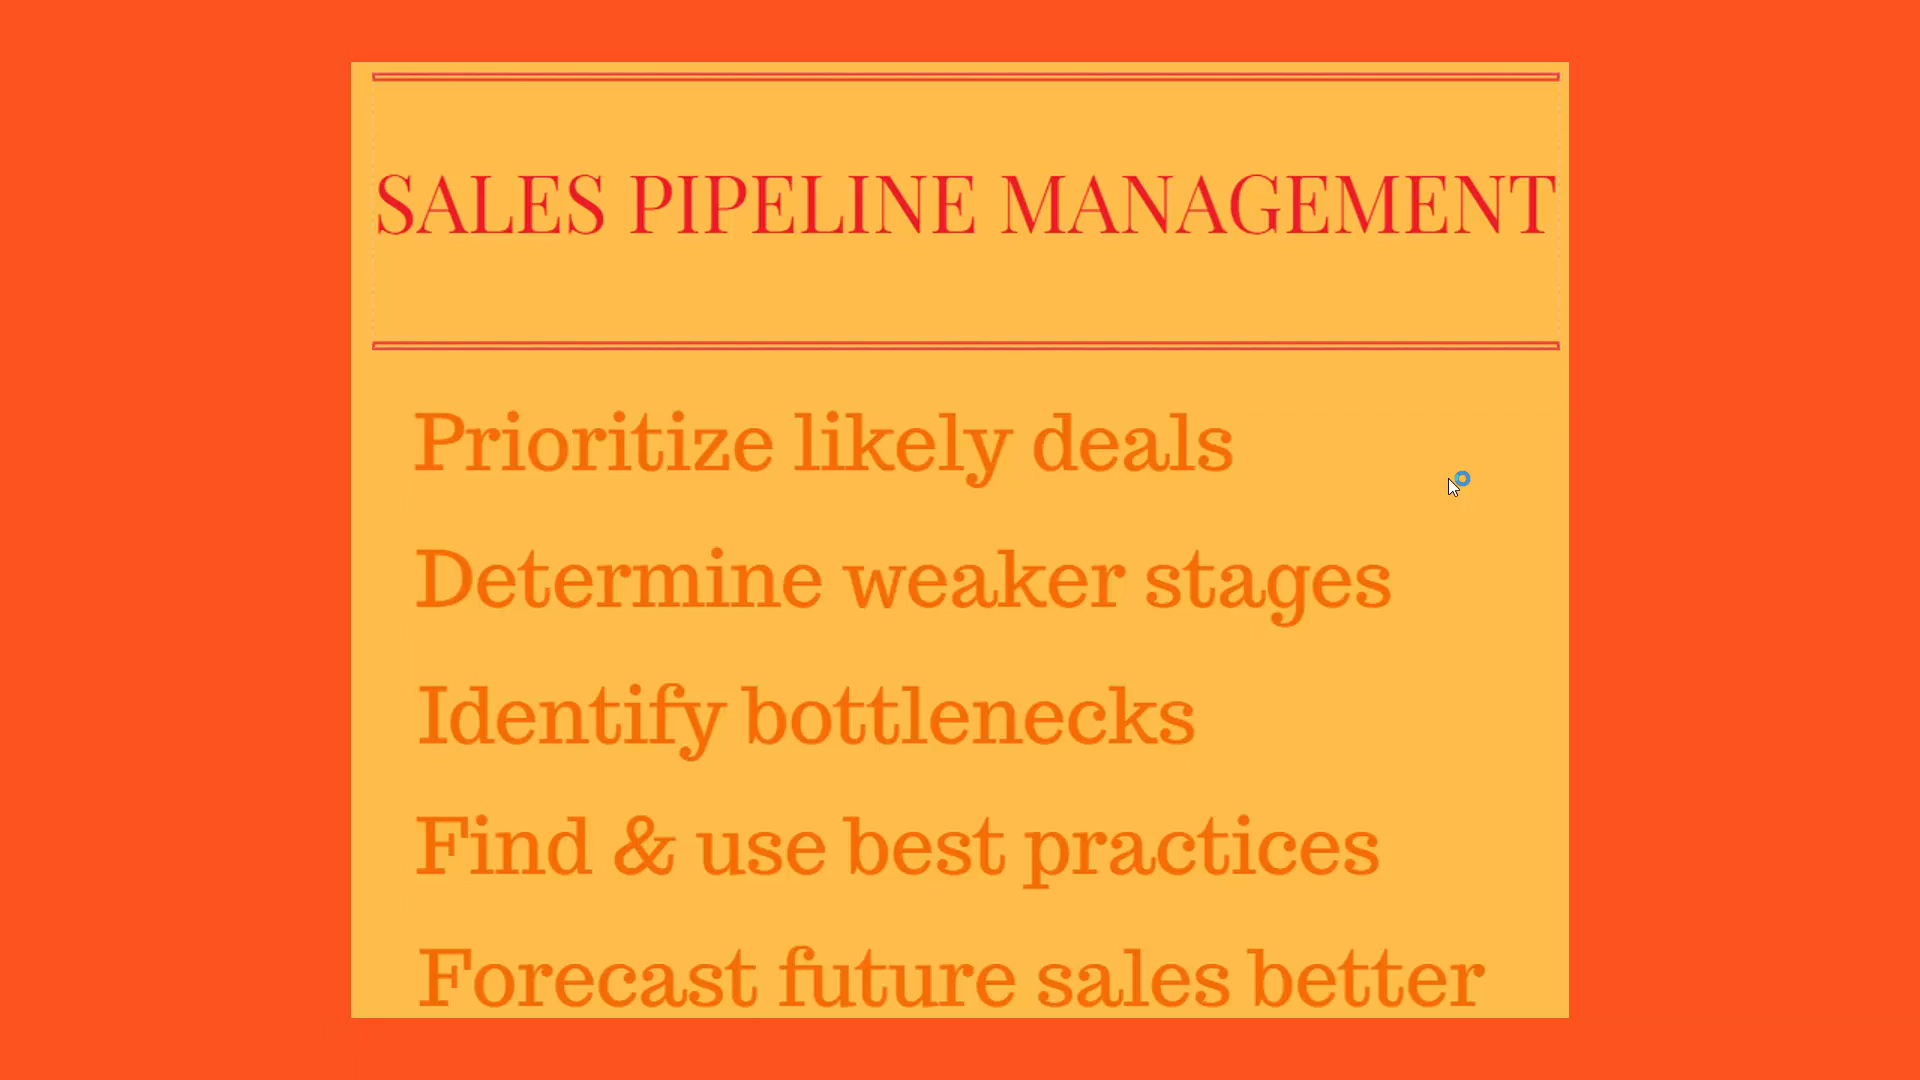 SALES PIPELINE MANAGEMENT
Prioritize likely deals
Determine weaker stages
Identify bottlenecks
Find & use best practices
Forecast future sales better